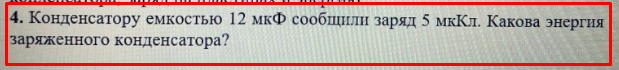 4. Конденсатору емкостью 12 мкФ сообщили заряд 5 мкКл. Какова энергия
заряженного конденсатора?